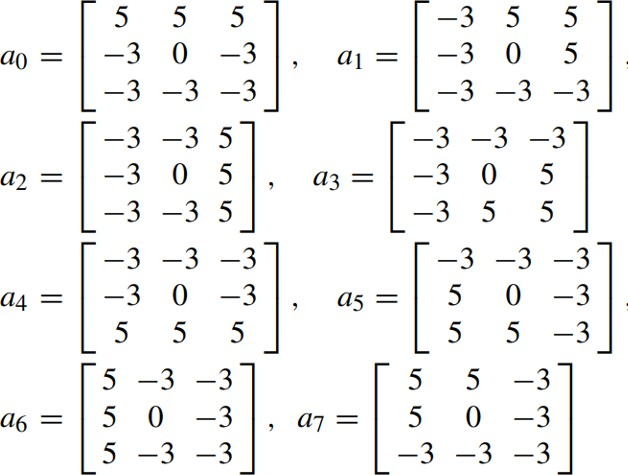 a₀ = [ 5 5 5 ; −3 0 −3 ; −3 −3 −3 ], a₁ = [ −3 5 5 ; −3 0 5 ; −3 −3 −3 ],
a₂ = [ −3 −3 5 ; −3 0 5 ; −3 −3 5 ], a₃ = [ −3 −3 −3 ; −3 0 5 ; −3 5 5 ]
a₄ = [ −3 −3 −3 ; −3 0 −3 ; 5 5 5 ], a₅ = [ −3 −3 −3 ; 5 0 −3 ; 5 5 −3 ],
a₆ = [ 5 −3 −3 ; 5 0 −3 ; 5 −3 −3 ], a₇ = [ 5 5 −3 ; 5 0 −3 ; −3 −3 −3 ]